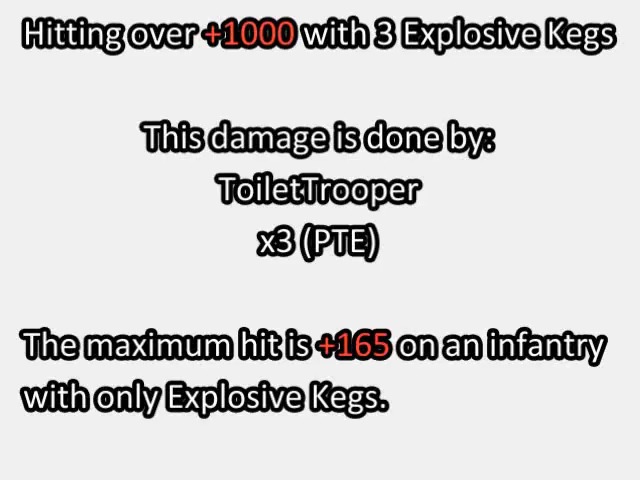 Hitting over +1000 with 3 Explosive Kegs
This damage is done by:
ToiletTrooper
x3 (PTE)
The maximum hit is +165 on an infantry
with only Explosive Kegs.